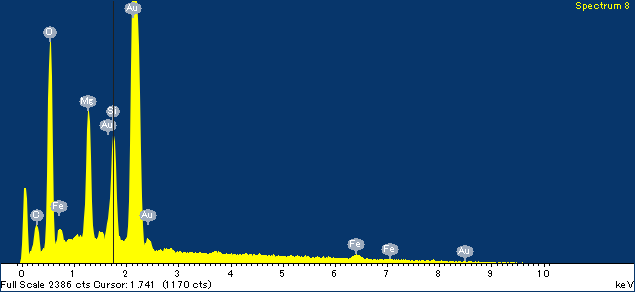 Spectrum 8
Au
O
Mg
Si
Au
Fe
C
Au
Fe
Fe
Au
0 1 2 3 4 5 6 7 8 9 10
Full Scale 2386 cts Cursor: 1.741 (1170 cts) keV